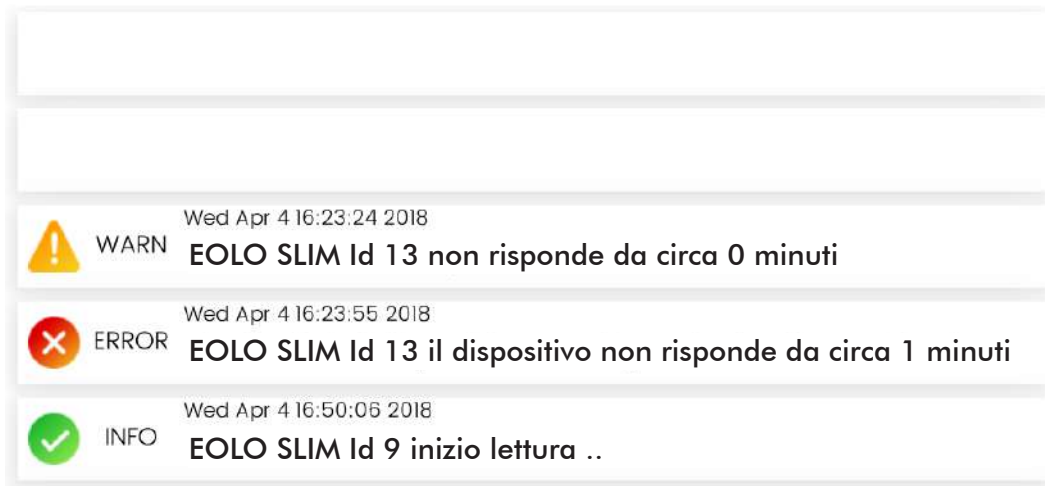 Wed Apr 4 16:23:24 2018
WARN
EOLO SLIM Id 13 non risponde da circa 0 minuti
Wed Apr 4 16:23:55 2018
ERROR
EOLO SLIM Id 13 il dispositivo non risponde da circa 1 minuti
Wed Apr 4 16:50:06 2018
INFO
EOLO SLIM Id 9 inizio lettura ..